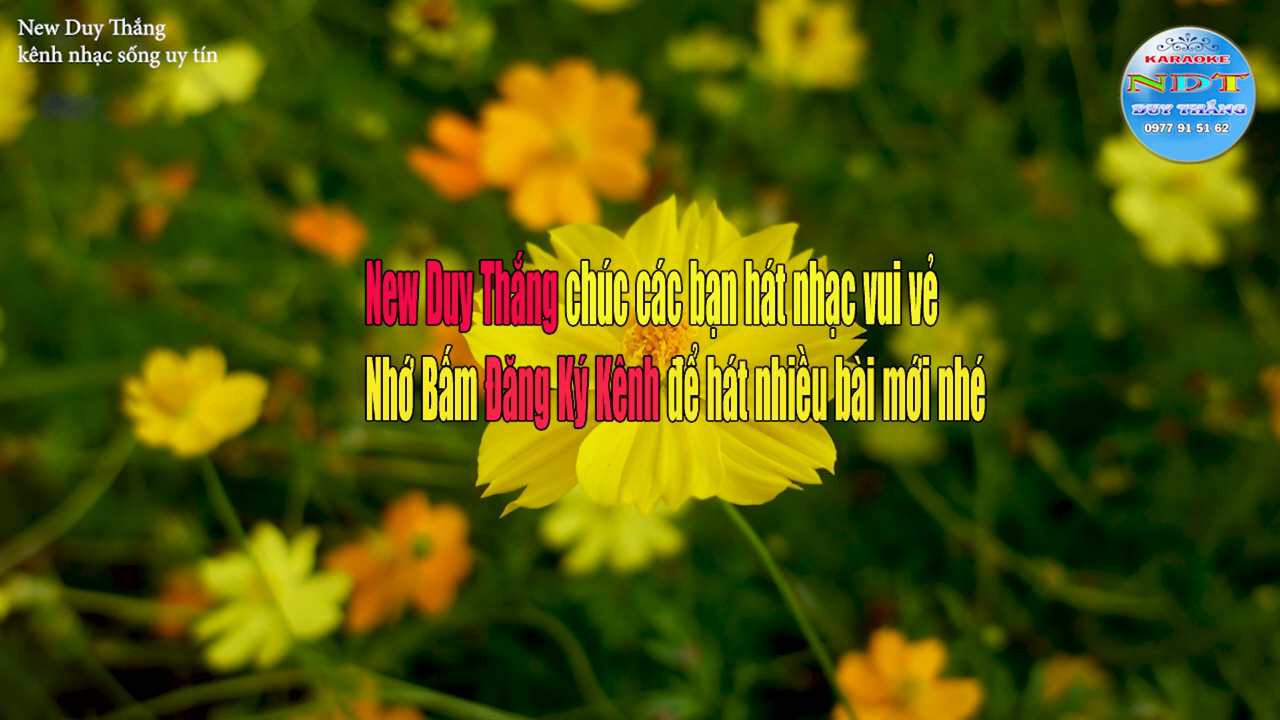 New Duy Thắng
kênh nhạc sống uy tín
KARAOKE
NDT
DUY THẮNG
0977 91 51 62
New Duy Thắng chúc các bạn hát nhạc vui vẻ
Nhớ Bấm Đăng Ký Kênh để hát nhiều bài mới nhé